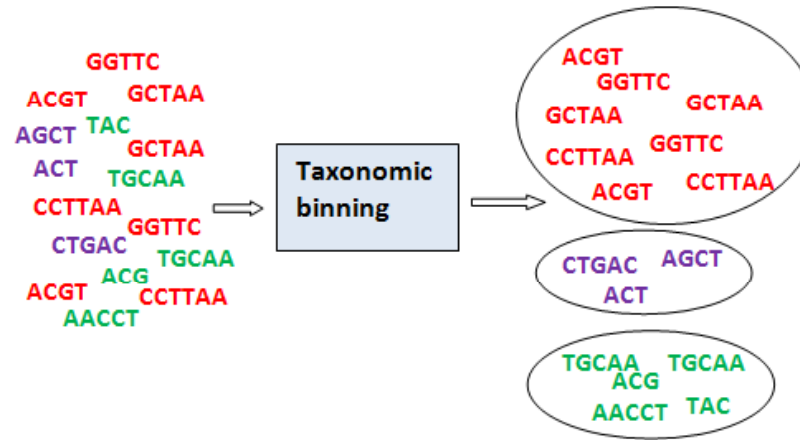 GGTTC
ACGT GCTAA
AGCT TAC
GCTAA
ACT TGCAA
CCTTAA
GGTTC
CTGAC TGCAA
ACG
ACGT CCTTAA
AACCT
Taxonomic
binning
ACGT
GGTTC
GCTAA GCTAA
CCTTAA GGTTC
ACGT CCTTAA
CTGAC AGCT
ACT
TGCAA TGCAA
ACG
AACCT TAC